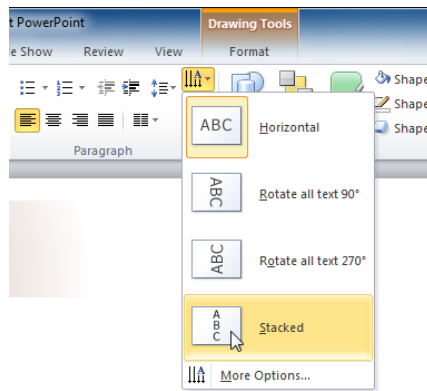 t PowerPoint
Drawing Tools
e Show Review View Format
Shape
Shape
Shape
Paragraph
ABC Horizontal
ABC Rotate all text 90°
ABC Rotate all text 270°
A
B
C
Stacked
More Options...